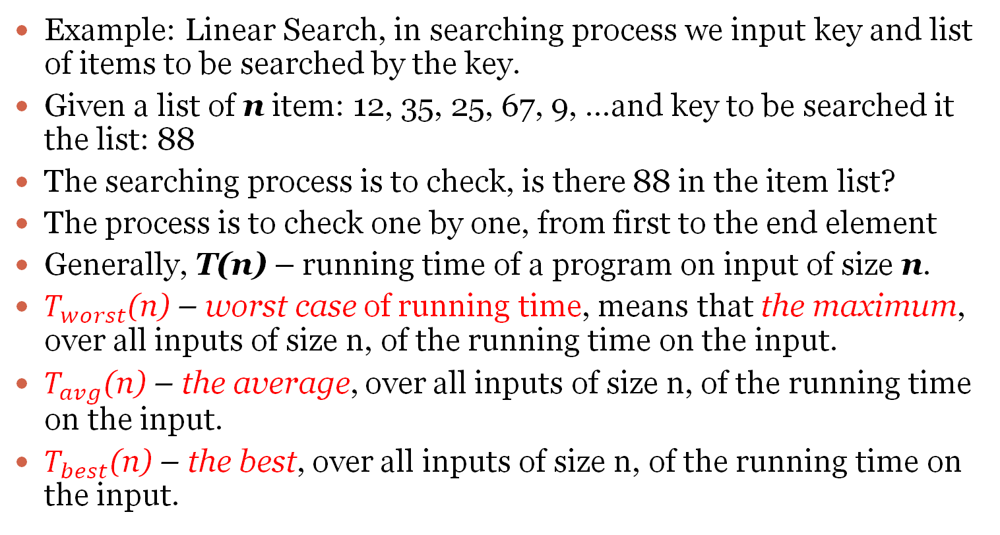 • Example: Linear Search, in searching process we input key and list
of items to be searched by the key.
• Given a list of n item: 12, 35, 25, 67, 9, …and key to be searched it
the list: 88
• The searching process is to check, is there 88 in the item list?
• The process is to check one by one, from first to the end element
• Generally, T(n) – running time of a program on input of size n.
• T_worst(n) – worst case of running time, means that the maximum,
over all inputs of size n, of the running time on the input.
• T_avg(n) – the average, over all inputs of size n, of the running time
on the input.
• T_best(n) – the best, over all inputs of size n, of the running time on
the input.